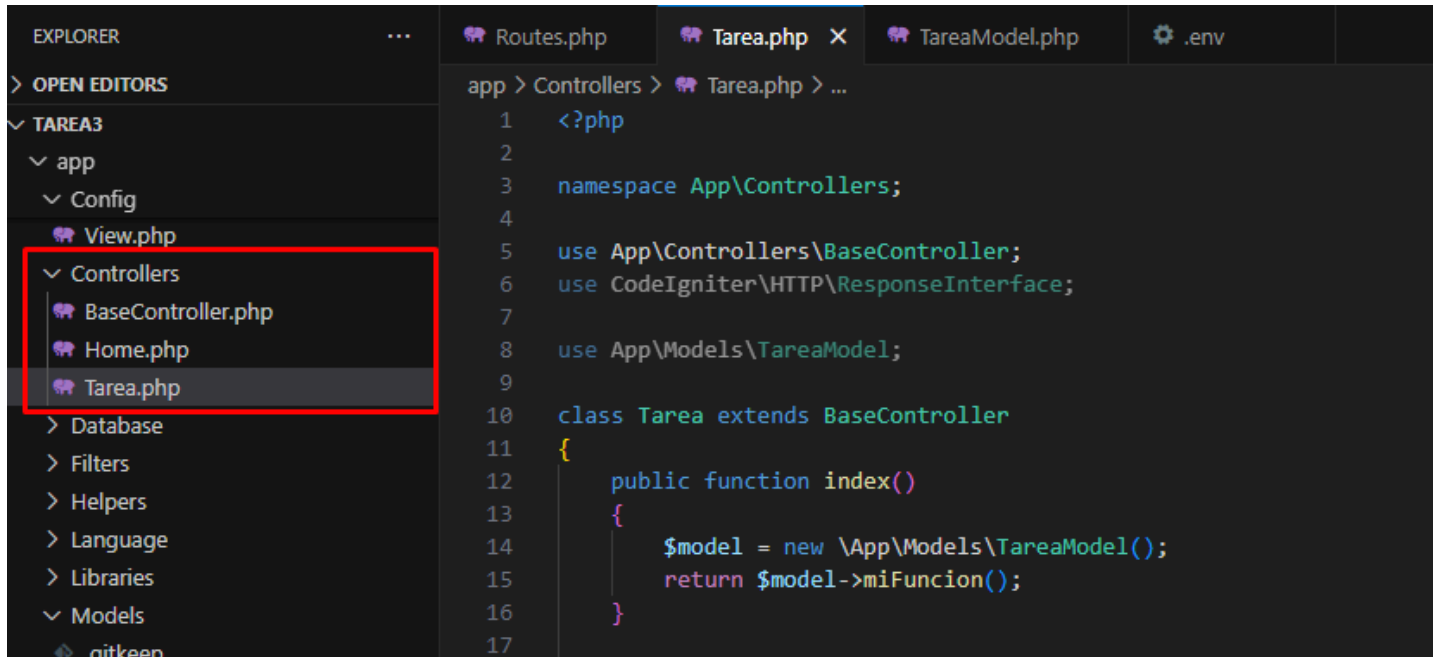 EXPLORER ...
OPEN EDITORS
TAREA3
app
Config
View.php
Controllers
BaseController.php
Home.php
Tarea.php
Database
Filters
Helpers
Language
Libraries
Models
.gitkeep
Routes.php Tarea.php × TareaModel.php .env
app > Controllers > Tarea.php > ...
1 <?php
2
3 namespace App\Controllers;
4
5 use App\Controllers\BaseController;
6 use CodeIgniter\HTTP\ResponseInterface;
7
8 use App\Models\TareaModel;
9
10 class Tarea extends BaseController
11 {
12 public function index()
13 {
14 $model = new \App\Models\TareaModel();
15 return $model->miFuncion();
16 }
17